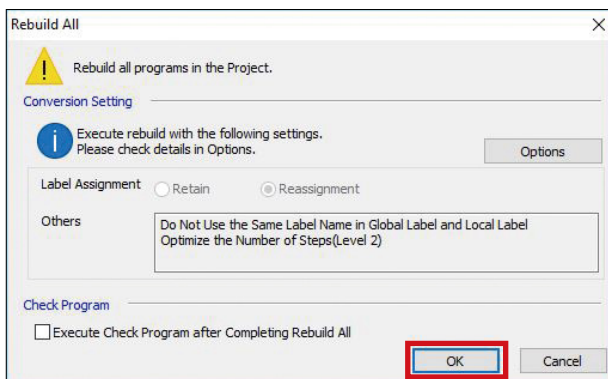 Rebuild All
Rebuild all programs in the Project.
Conversion Setting
Execute rebuild with the following settings.
Please check details in Options.
Options
Label Assignment
Retain
Reassignment
Others
Do Not Use the Same Label Name in Global Label and Local Label
Optimize the Number of Steps(Level 2)
Check Program
Execute Check Program after Completing Rebuild All
OK
Cancel